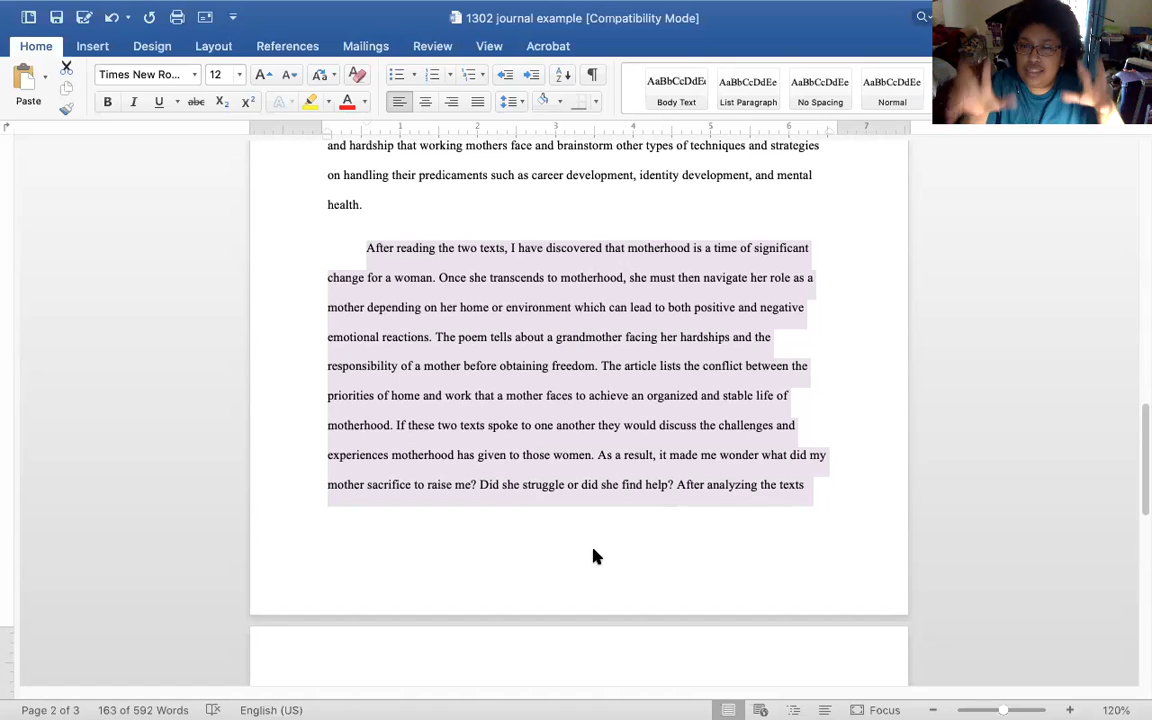 1302 journal example [Compatibility Mode]
Home Insert Design Layout References Mailings Review View Acrobat
Paste
Times New Ro... 12
AaBbCcDdEe AaBbCcDdEe AaBbCcDdEe AaBbCcDdEe
Body Text List Paragraph No Spacing Normal
1 2 3 4 5 6 7
and hardship that working mothers face and brainstorm other types of techniques and strategies
on handling their predicaments such as career development, identity development, and mental
health.
After reading the two texts, I have discovered that motherhood is a time of significant
change for a woman. Once she transcends to motherhood, she must then navigate her role as a
mother depending on her home or environment which can lead to both positive and negative
emotional reactions. The poem tells about a grandmother facing her hardships and the
responsibility of a mother before obtaining freedom. The article lists the conflict between the
priorities of home and work that a mother faces to achieve an organized and stable life of
motherhood. If these two texts spoke to one another they would discuss the challenges and
experiences motherhood has given to those women. As a result, it made me wonder what did my
mother sacrifice to raise me? Did she struggle or did she find help? After analyzing the texts
Page 2 of 3 163 of 592 Words English (US) Focus 120%